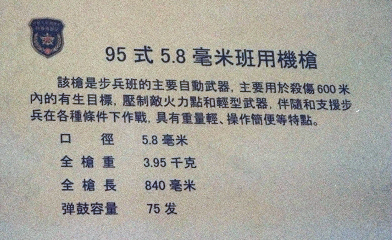 95 式 5.8 毫米班用機槍
該槍是步兵班的主要自動武器，主要用於殺傷 600 米
內的有生目標，壓制敵火力點和輕型武器，伴隨和支援步
兵在各種條件下作戰，具有重量輕、操作簡便等特點。
口 徑 5.8 毫米
全 槍 重 3.95 千克
全 槍 長 840 毫米
弹鼓容量 75 发